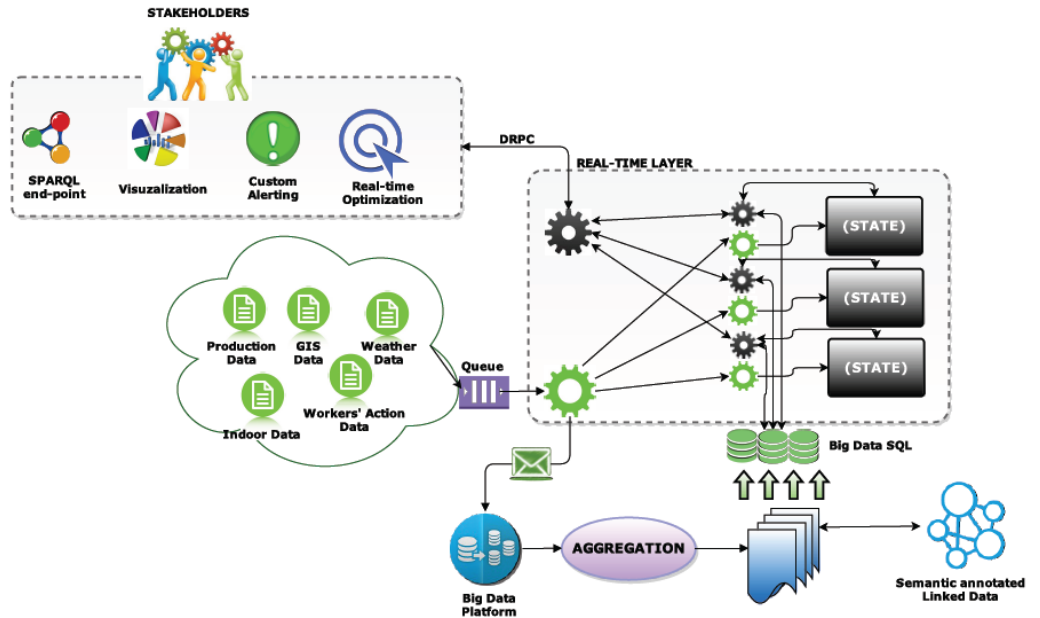 STAKEHOLDERS
SPARQL
end-point
Visuzalization
Custom
Alerting
Real-time
Optimization
DRPC
REAL-TIME LAYER
(STATE)
(STATE)
(STATE)
Production
Data
GIS
Data
Weather
Data
Indoor Data
Workers' Action
Data
Queue
Big Data SQL
Big Data
Platform
AGGREGATION
Semantic annotated
Linked Data